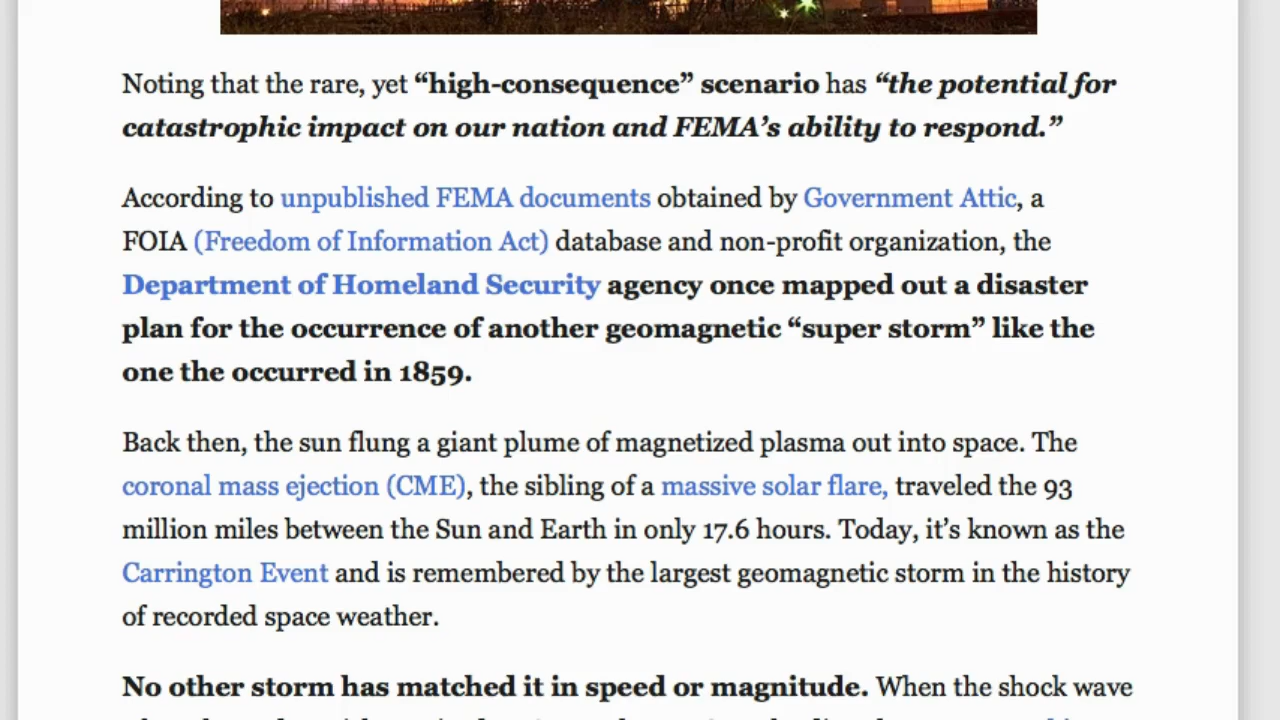 Noting that the rare, yet “high-consequence” scenario has “the potential for
catastrophic impact on our nation and FEMA’s ability to respond.”
According to unpublished FEMA documents obtained by Government Attic, a
FOIA (Freedom of Information Act) database and non-profit organization, the
Department of Homeland Security agency once mapped out a disaster
plan for the occurrence of another geomagnetic “super storm” like the
one the occurred in 1859.
Back then, the sun flung a giant plume of magnetized plasma out into space. The
coronal mass ejection (CME), the sibling of a massive solar flare, traveled the 93
million miles between the Sun and Earth in only 17.6 hours. Today, it’s known as the
Carrington Event and is remembered by the largest geomagnetic storm in the history
of recorded space weather.
No other storm has matched it in speed or magnitude. When the shock wave